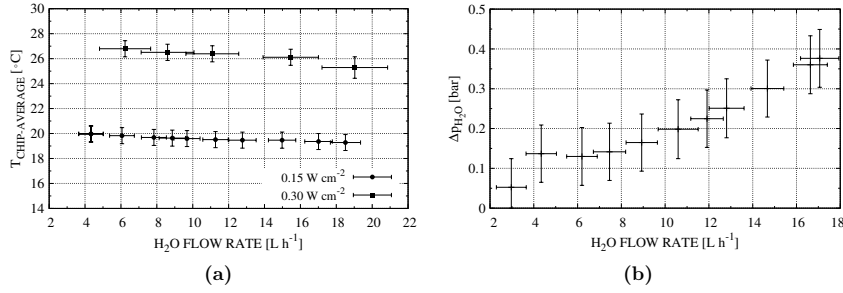 30
28
26
24
22
20
18
16
14
T_CHIP-AVERAGE [°C]
0.15 W cm⁻²
0.30 W cm⁻²
2 4 6 8 10 12 14 16 18 20 22
H₂O FLOW RATE [L h⁻¹]
(a)
0.5
0.4
0.3
0.2
0.1
0
Δp_H₂O [bar]
2 4 6 8 10 12 14 16 18
H₂O FLOW RATE [L h⁻¹]
(b)